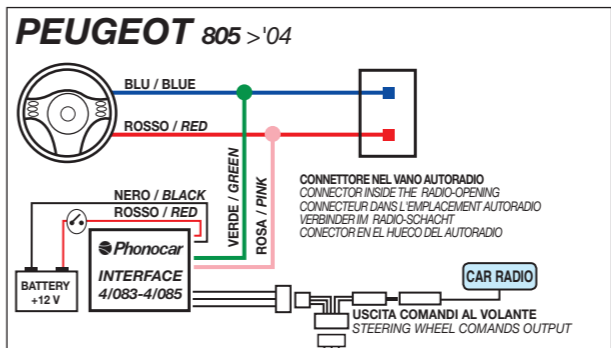 PEUGEOT 805 >'04
BLU / BLUE
ROSSO / RED
VERDE / GREEN
ROSA / PINK
CONNETTORE NEL VANO AUTORADIO
CONNECTOR INSIDE THE RADIO-OPENING
CONNECTEUR DANS L'EMPLACEMENT AUTORADIO
VERBINDER IM RADIO-SCHACHT
CONECTOR EN EL HUECO DEL AUTORADIO
NERO / BLACK
ROSSO / RED
BATTERY
+12 V
Phonocar
INTERFACE
4/083-4/085
CAR RADIO
USCITA COMANDI AL VOLANTE
STEERING WHEEL COMANDS OUTPUT